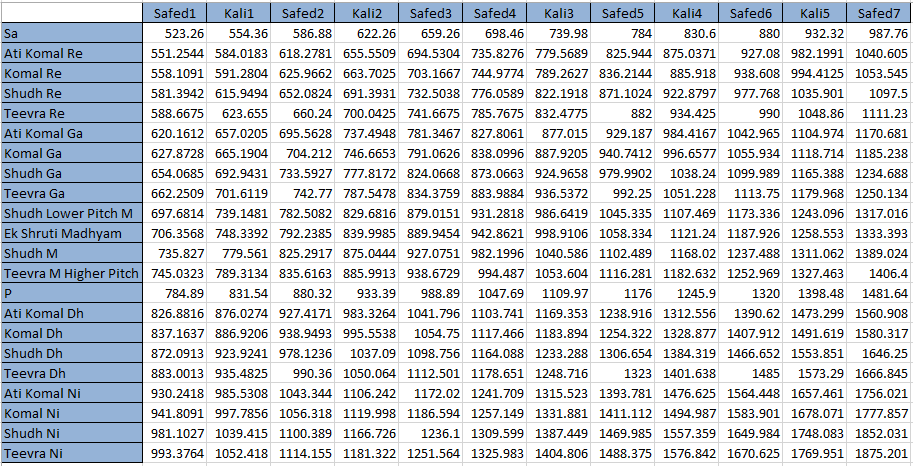 Safed1 Kali1 Safed2 Kali2 Safed3 Safed4 Kali3 Safed5 Kali4 Safed6 Kali5 Safed7
Sa 523.26 554.36 586.88 622.26 659.26 698.46 739.98 784 830.6 880 932.32 987.76
Ati Komal Re 551.2544 584.0183 618.2781 655.5509 694.5304 735.8276 779.5689 825.944 875.0371 927.08 982.1991 1040.605
Komal Re 558.1091 591.2804 625.9662 663.7025 703.1667 744.9774 789.2627 836.2144 885.918 938.608 994.4125 1053.545
Shudh Re 581.3942 615.9494 652.0824 691.3931 732.5038 776.0589 822.1918 871.1024 922.8797 977.768 1035.901 1097.5
Teevra Re 588.6675 623.655 660.24 700.0425 741.6675 785.7675 832.4775 882 934.425 990 1048.86 1111.23
Ati Komal Ga 620.1612 657.0205 695.5628 737.4948 781.3467 827.8061 877.015 929.187 984.4167 1042.965 1104.974 1170.681
Komal Ga 627.8728 665.1904 704.212 746.6653 791.0626 838.0996 887.9205 940.7412 996.6577 1055.934 1118.714 1185.238
Shudh Ga 654.0685 692.9431 733.5927 777.8172 824.0668 873.0663 924.9658 979.9902 1038.24 1099.989 1165.388 1234.688
Teevra Ga 662.2509 701.6119 742.77 787.5478 834.3759 883.9884 936.5372 992.25 1051.228 1113.75 1179.968 1250.134
Shudh Lower Pitch M 697.6814 739.1481 782.5082 829.6816 879.0151 931.2818 986.6419 1045.335 1107.469 1173.336 1243.096 1317.016
Ek Shruti Madhyam 706.3568 748.3392 792.2385 839.9985 889.9454 942.8621 998.9106 1058.334 1121.24 1187.926 1258.553 1333.393
Shudh M 735.827 779.561 825.2917 875.0444 927.0751 982.1996 1040.586 1102.489 1168.02 1237.488 1311.062 1389.024
Teevra M Higher Pitch 745.0323 789.3134 835.6163 885.9913 938.6729 994.487 1053.604 1116.281 1182.632 1252.969 1327.463 1406.4
P 784.89 831.54 880.32 933.39 988.89 1047.69 1109.97 1176 1245.9 1320 1398.48 1481.64
Ati Komal Dh 826.8816 876.0274 927.4171 983.3264 1041.796 1103.741 1169.353 1238.916 1312.556 1390.62 1473.299 1560.908
Komal Dh 837.1637 886.9206 938.9493 995.5538 1054.75 1117.466 1183.894 1254.322 1328.877 1407.912 1491.619 1580.317
Shudh Dh 872.0913 923.9241 978.1236 1037.09 1098.756 1164.088 1233.288 1306.654 1384.319 1466.652 1553.851 1646.25
Teevra Dh 883.0013 935.4825 990.36 1050.064 1112.501 1178.651 1248.716 1323 1401.638 1485 1573.29 1666.845
Ati Komal Ni 930.2418 985.5308 1043.344 1106.242 1172.02 1241.709 1315.523 1393.781 1476.625 1564.448 1657.461 1756.021
Komal Ni 941.8091 997.7856 1056.318 1119.998 1186.594 1257.149 1331.881 1411.112 1494.987 1583.901 1678.071 1777.857
Shudh Ni 981.1027 1039.415 1100.389 1166.726 1236.1 1309.599 1387.449 1469.985 1557.359 1649.984 1748.083 1852.031
Teevra Ni 993.3764 1052.418 1114.155 1181.322 1251.564 1325.983 1404.806 1488.375 1576.842 1670.625 1769.951 1875.201